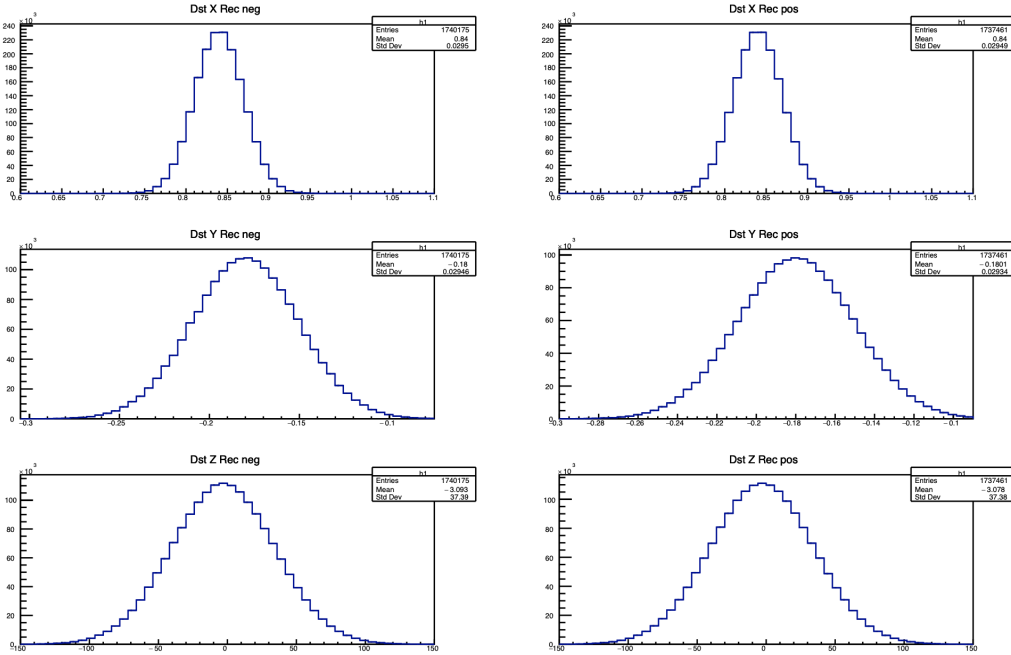 Dst X Rec neg
× 10³
h1
Entries 1740175
Mean 0.84
Std Dev 0.0295
240
220
200
180
160
140
120
100
80
60
40
20
0
0.6 0.65 0.7 0.75 0.8 0.85 0.9 0.95 1 1.05 1.1
Dst X Rec pos
× 10³
h1
Entries 1737461
Mean 0.84
Std Dev 0.02949
240
220
200
180
160
140
120
100
80
60
40
20
0
0.6 0.65 0.7 0.75 0.8 0.85 0.9 0.95 1 1.05 1.1
Dst Y Rec neg
× 10³
h1
Entries 1740175
Mean −0.18
Std Dev 0.02946
100
80
60
40
20
0
−0.3 −0.25 −0.2 −0.15 −0.1
Dst Y Rec pos
× 10³
h1
Entries 1737461
Mean −0.1801
Std Dev 0.02934
100
80
60
40
20
0
−0.3 −0.28 −0.26 −0.24 −0.22 −0.2 −0.18 −0.16 −0.14 −0.12 −0.1
Dst Z Rec neg
× 10³
h1
Entries 1740175
Mean −3.093
Std Dev 37.39
100
80
60
40
20
0
−150 −100 −50 0 50 100 150
Dst Z Rec pos
× 10³
h1
Entries 1737461
Mean −3.078
Std Dev 37.38
100
80
60
40
20
0
−150 −100 −50 0 50 100 150